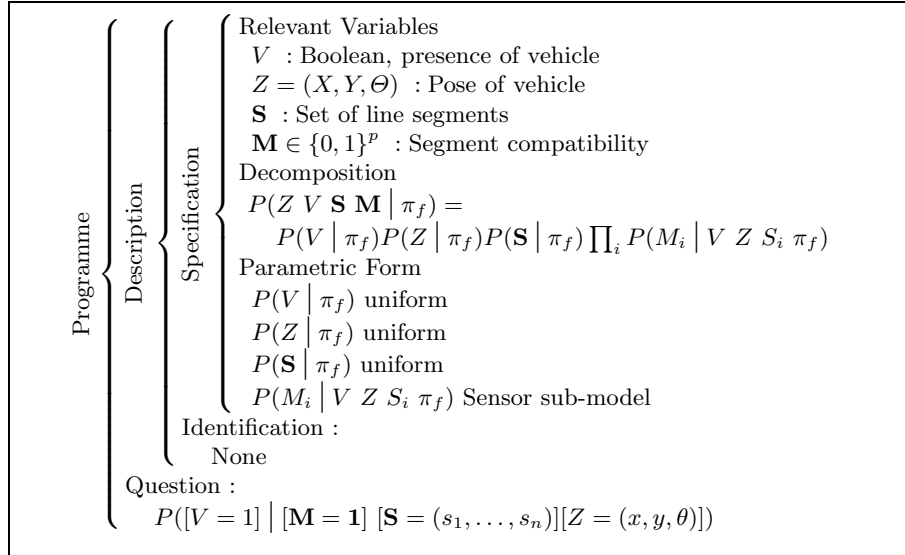 Programme
Description
Specification
Relevant Variables
V : Boolean, presence of vehicle
Z = (X, Y, Θ) : Pose of vehicle
S : Set of line segments
M ∈ {0, 1}^p : Segment compatibility
Decomposition
P(Z V S M | π_f) =
P(V | π_f)P(Z | π_f)P(S | π_f) ∏_i P(M_i | V Z S_i π_f)
Parametric Form
P(V | π_f) uniform
P(Z | π_f) uniform
P(S | π_f) uniform
P(M_i | V Z S_i π_f) Sensor sub-model
Identification :
None
Question :
P([V = 1] | [M = 1] [S = (s_1, . . . , s_n)][Z = (x, y, θ)])